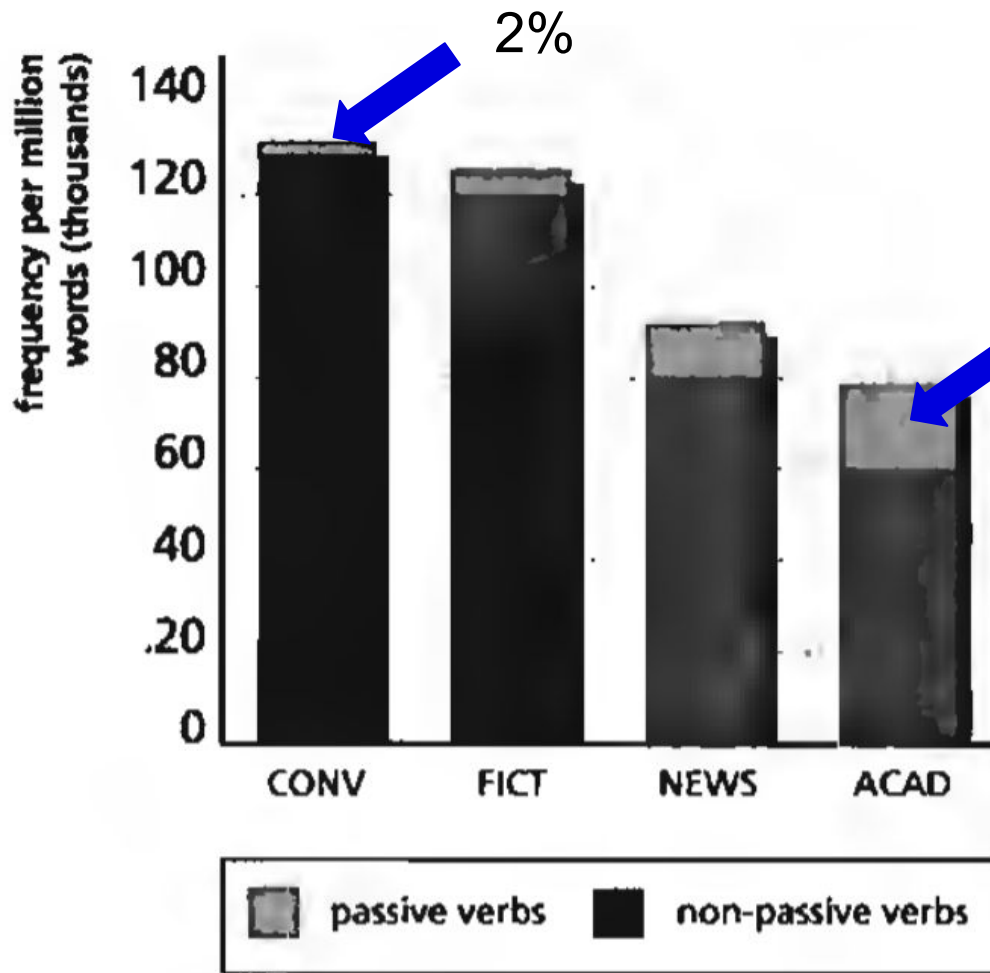 2%
frequency per million
words (thousands)
140
120
100
80
60
40
20
0
CONV FICT NEWS ACAD
passive verbs non-passive verbs